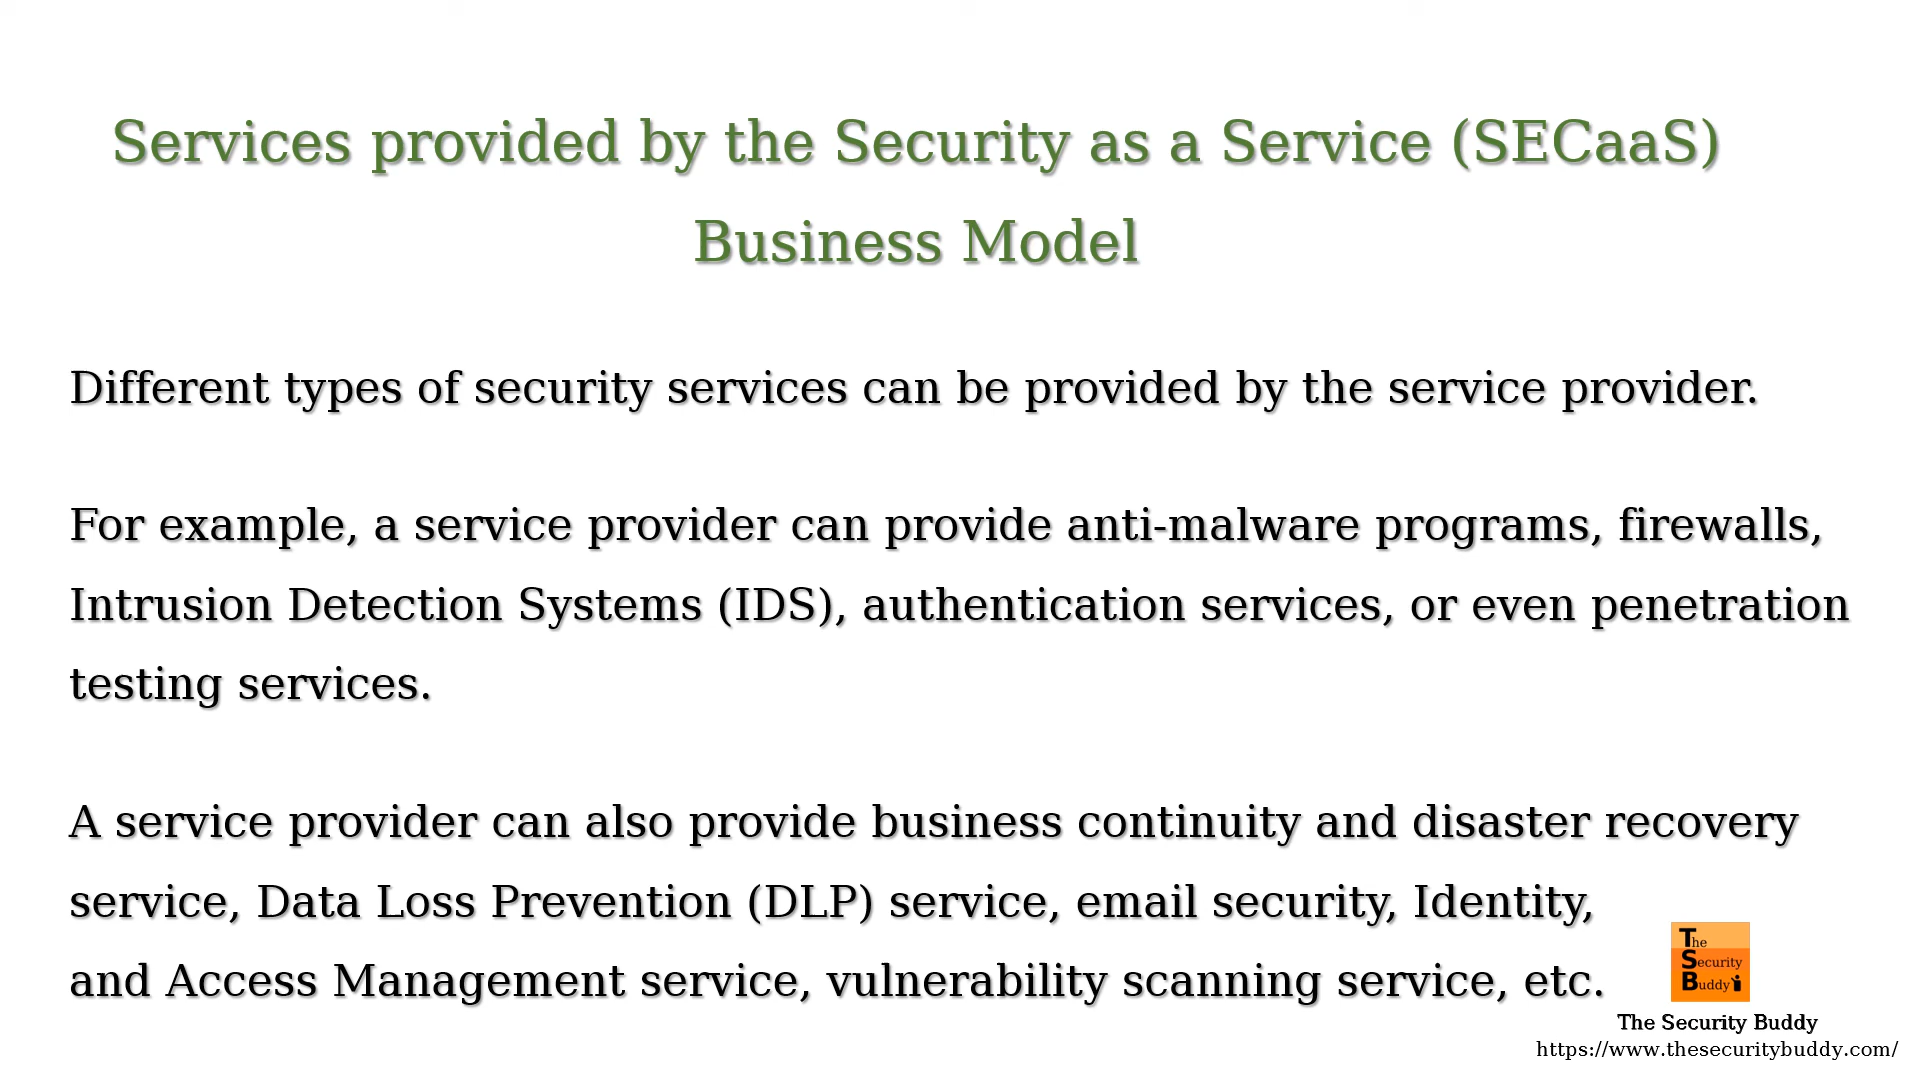 Services provided by the Security as a Service (SECaaS)
Business Model
Different types of security services can be provided by the service provider.
For example, a service provider can provide anti-malware programs, firewalls,
Intrusion Detection Systems (IDS), authentication services, or even penetration
testing services.
A service provider can also provide business continuity and disaster recovery
service, Data Loss Prevention (DLP) service, email security, Identity,
and Access Management service, vulnerability scanning service, etc.
The
Security
Buddy
The Security Buddy
https://www.thesecuritybuddy.com/